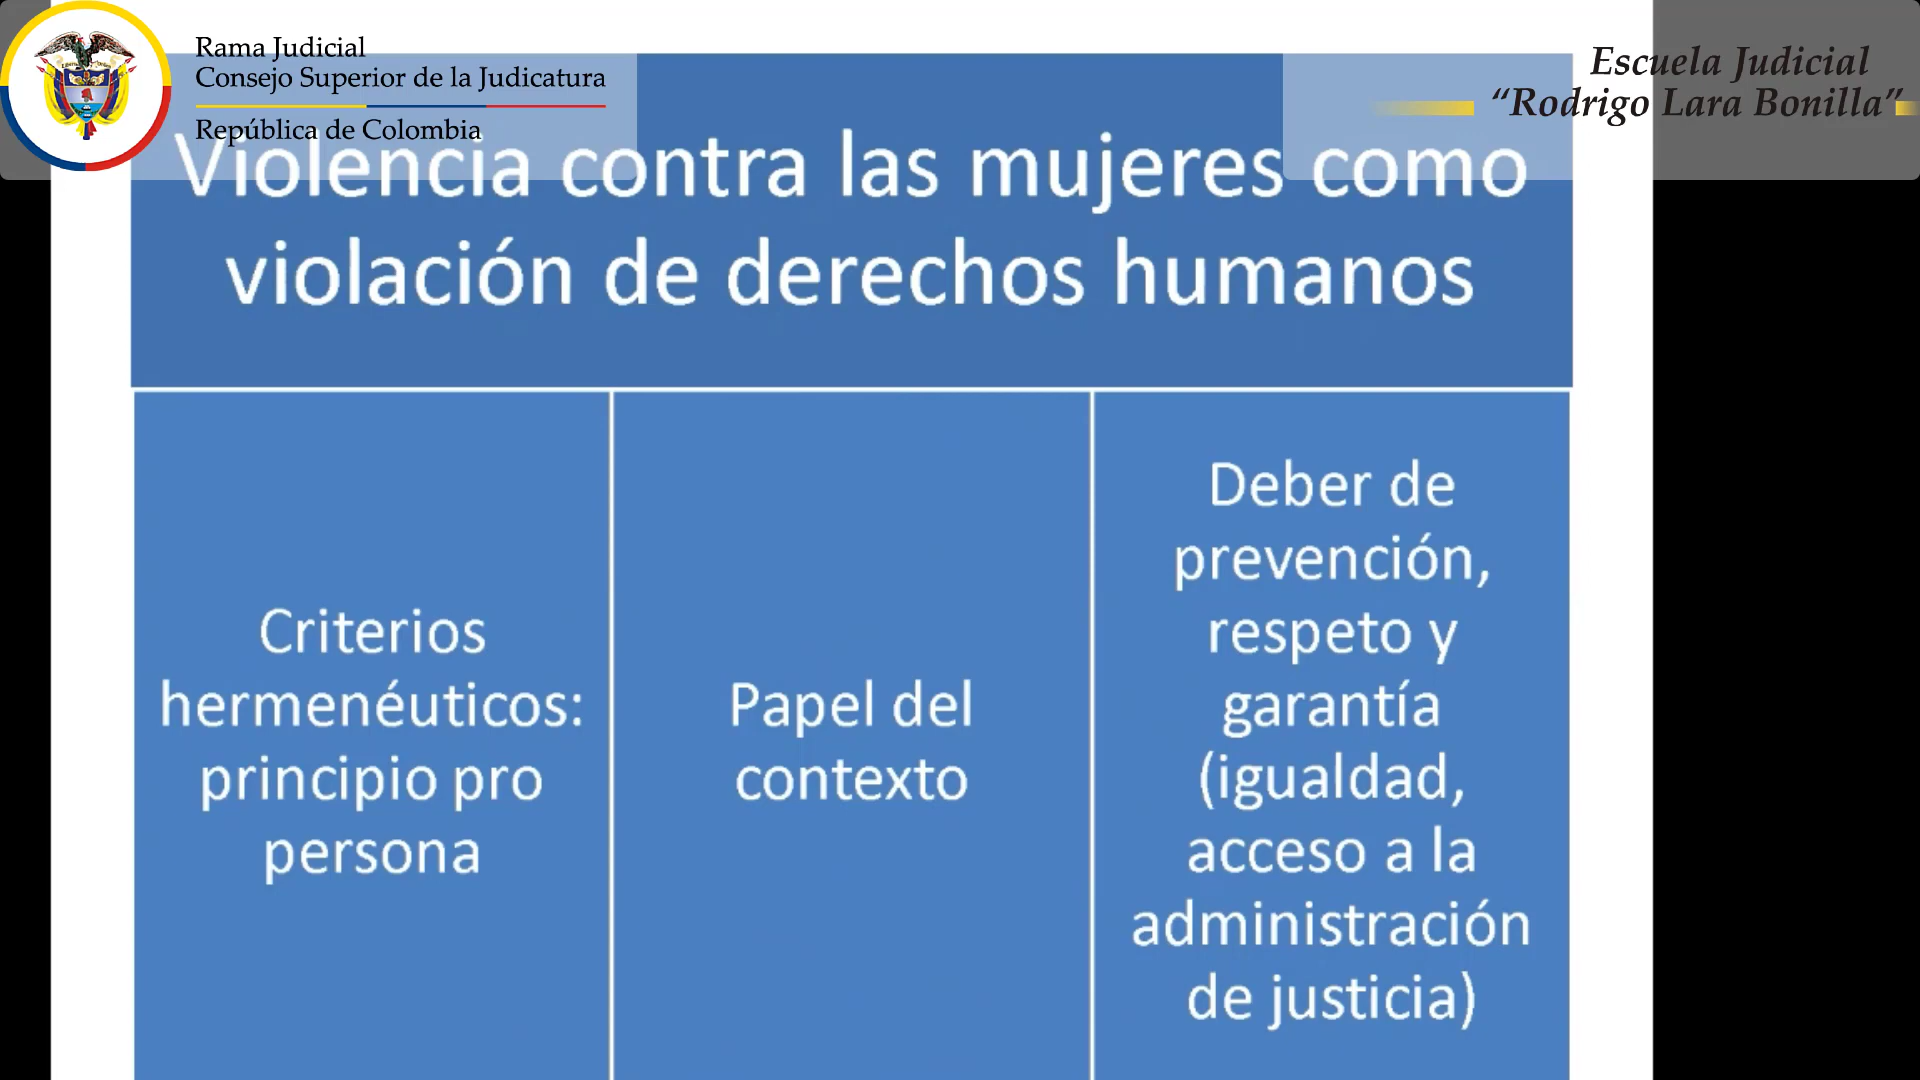 Rama Judicial
Consejo Superior de la Judicatura
República de Colombia
Escuela Judicial
“Rodrigo Lara Bonilla”
Violencia contra las mujeres como
violación de derechos humanos
Criterios
hermenéuticos:
principio pro
persona
Papel del
contexto
Deber de
prevención,
respeto y
garantía
(igualdad,
acceso a la
administración
de justicia)